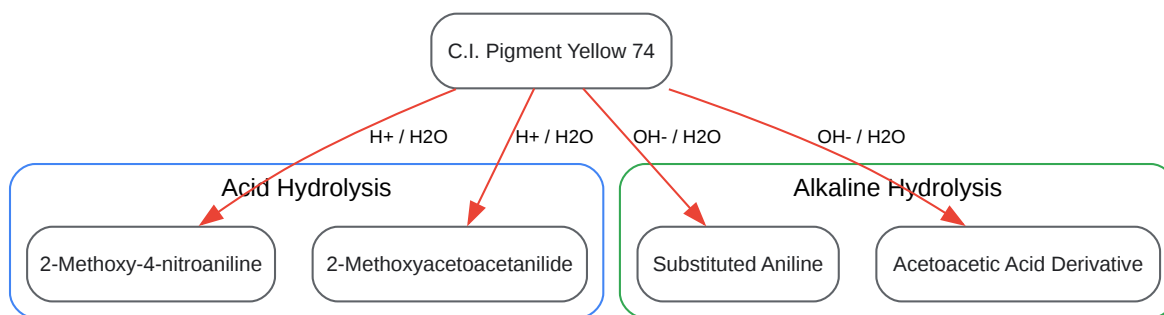 C.I. Pigment Yellow 74
H+ / H2O
H+ / H2O
OH- / H2O
OH- / H2O
Acid Hydrolysis
Alkaline Hydrolysis
2-Methoxy-4-nitroaniline
2-Methoxyacetoacetanilide
Substituted Aniline
Acetoacetic Acid Derivative